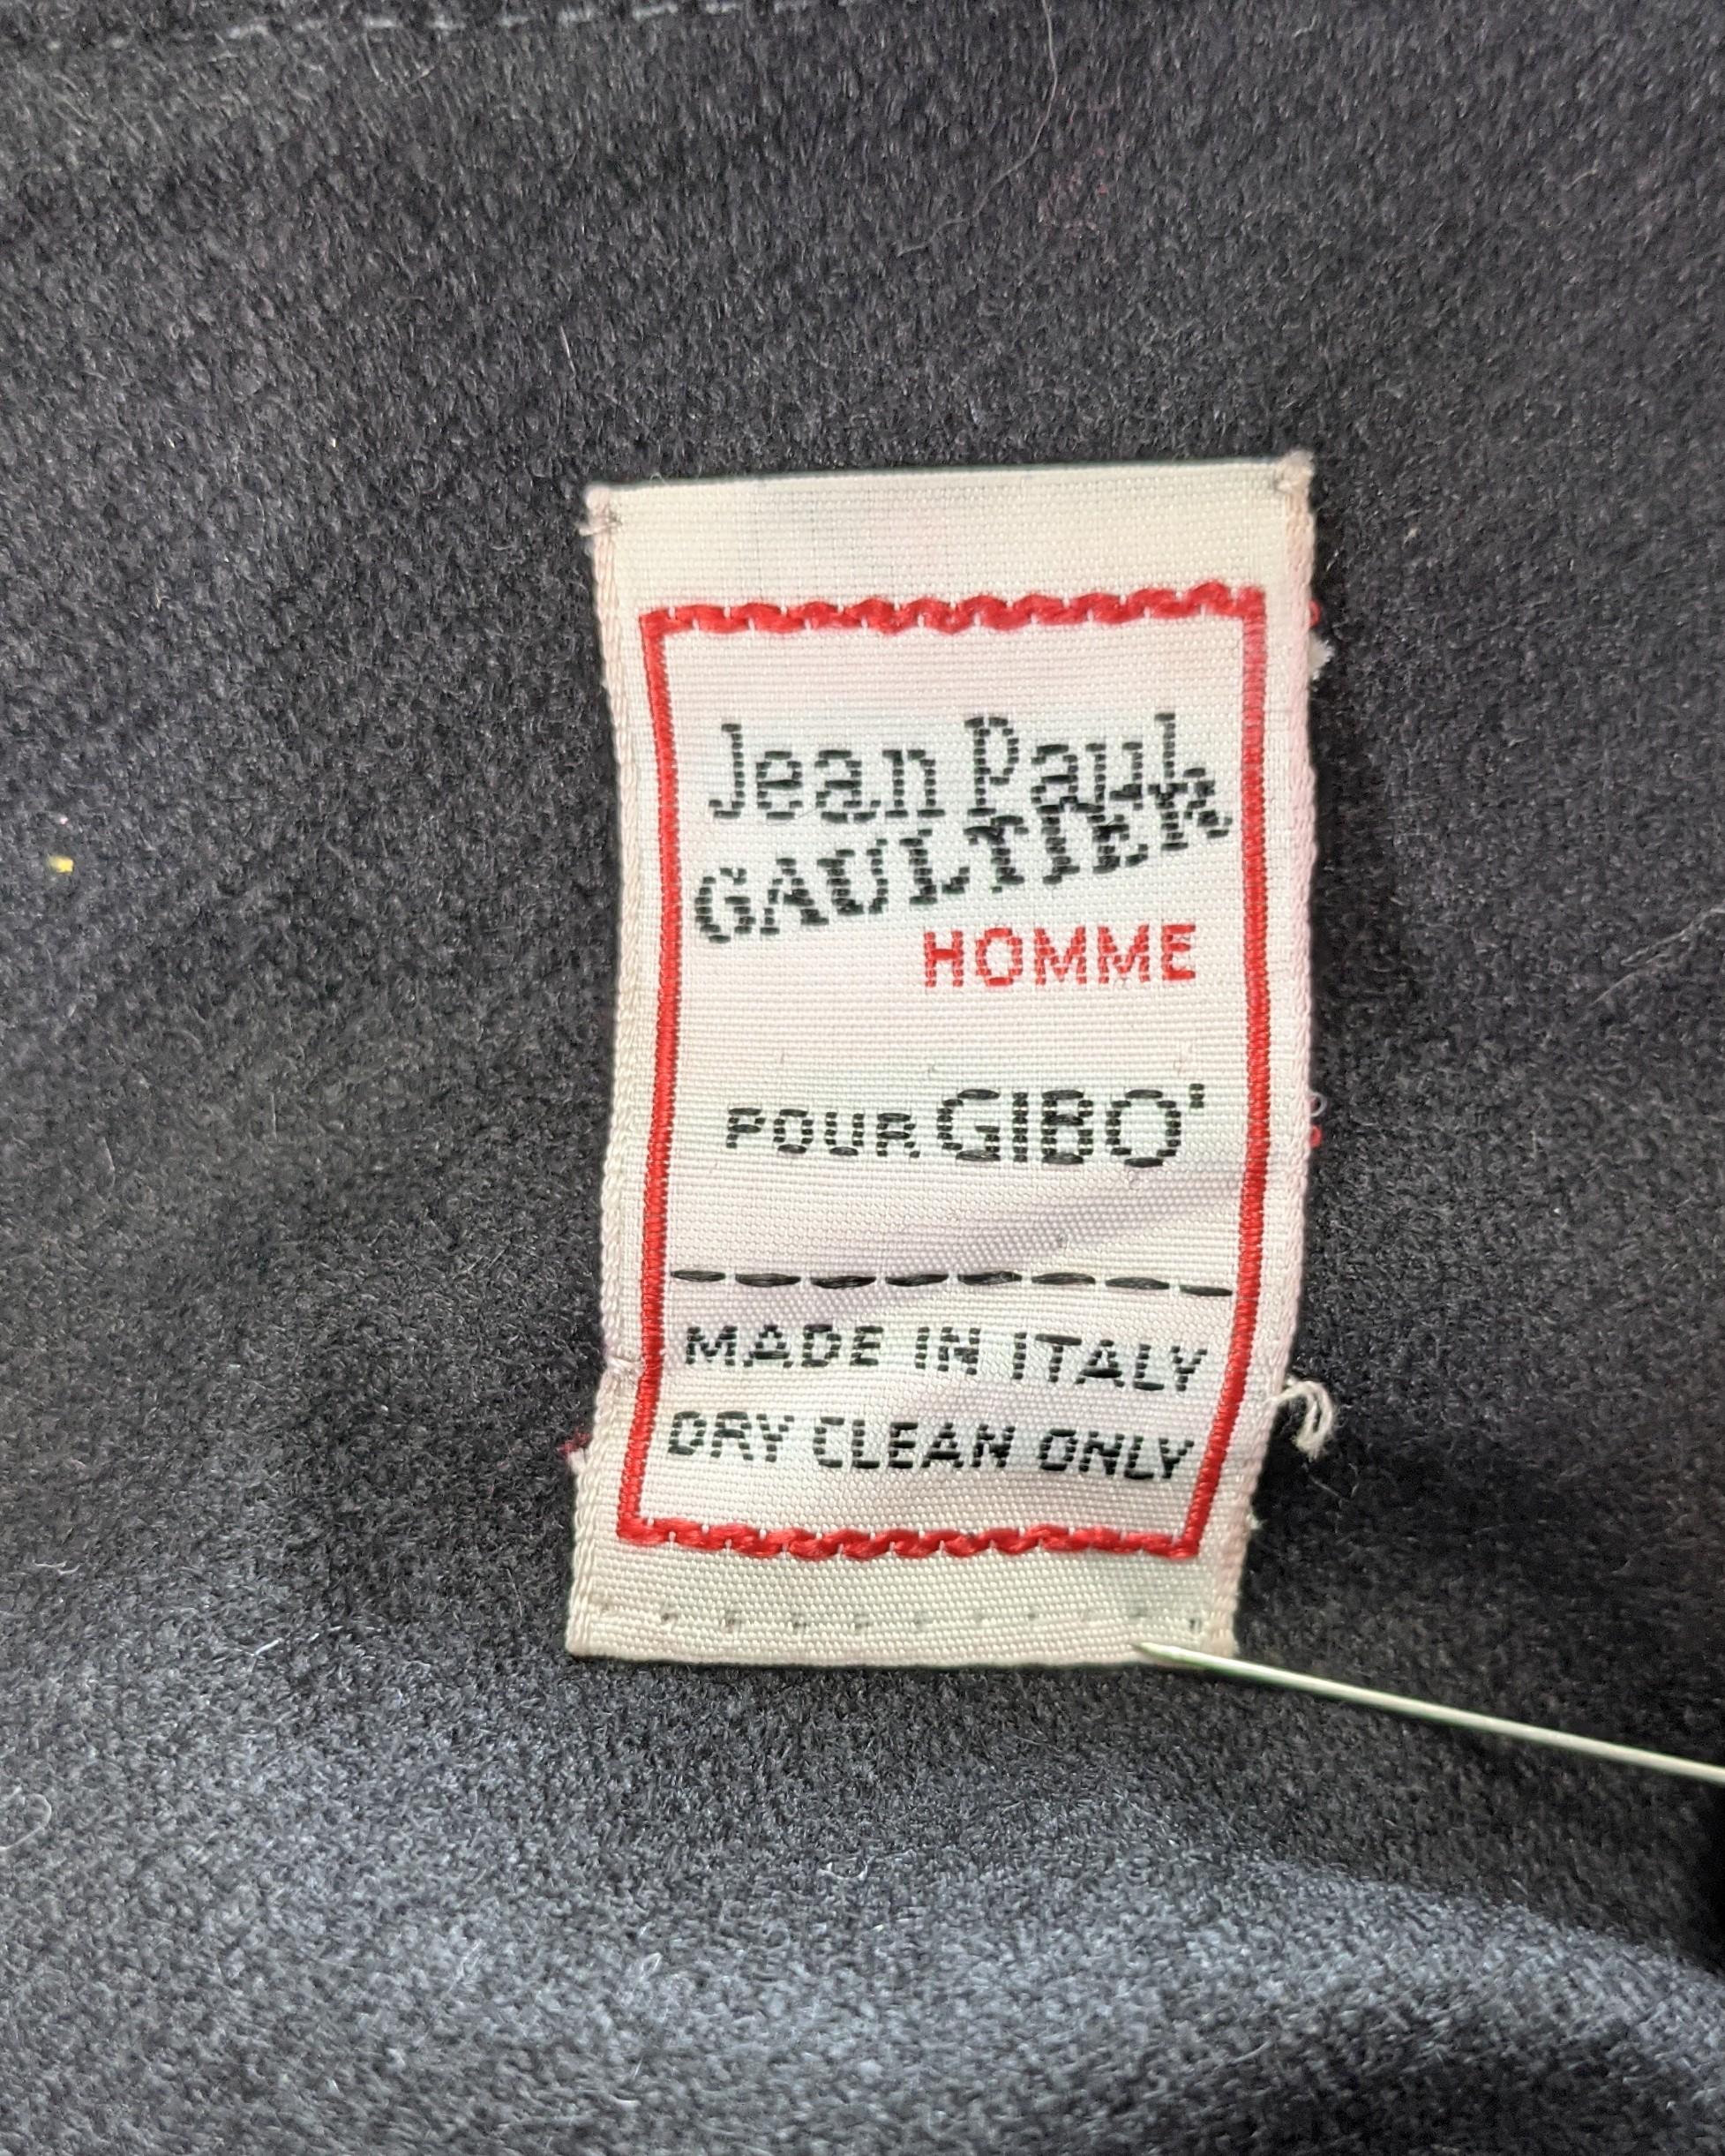 Jean Paul
GAULTIER
HOMME
POUR GIBO'
MADE IN ITALY
DRY CLEAN ONLY